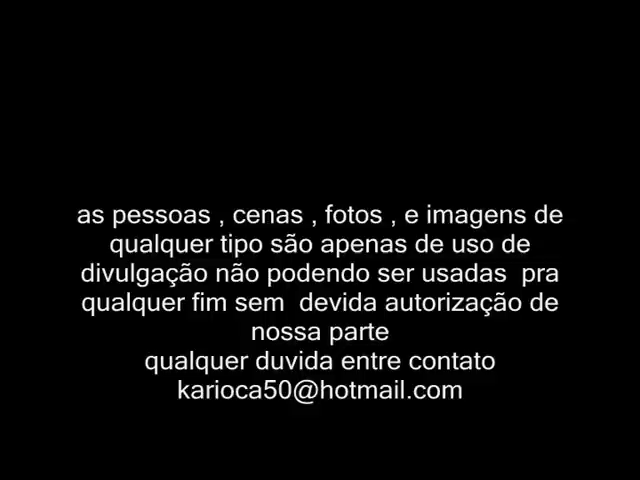 as pessoas , cenas , fotos , e imagens de
qualquer tipo são apenas de uso de
divulgação não podendo ser usadas  pra
qualquer fim sem  devida autorização de
nossa parte
qualquer duvida entre contato
karioca50@hotmail.com